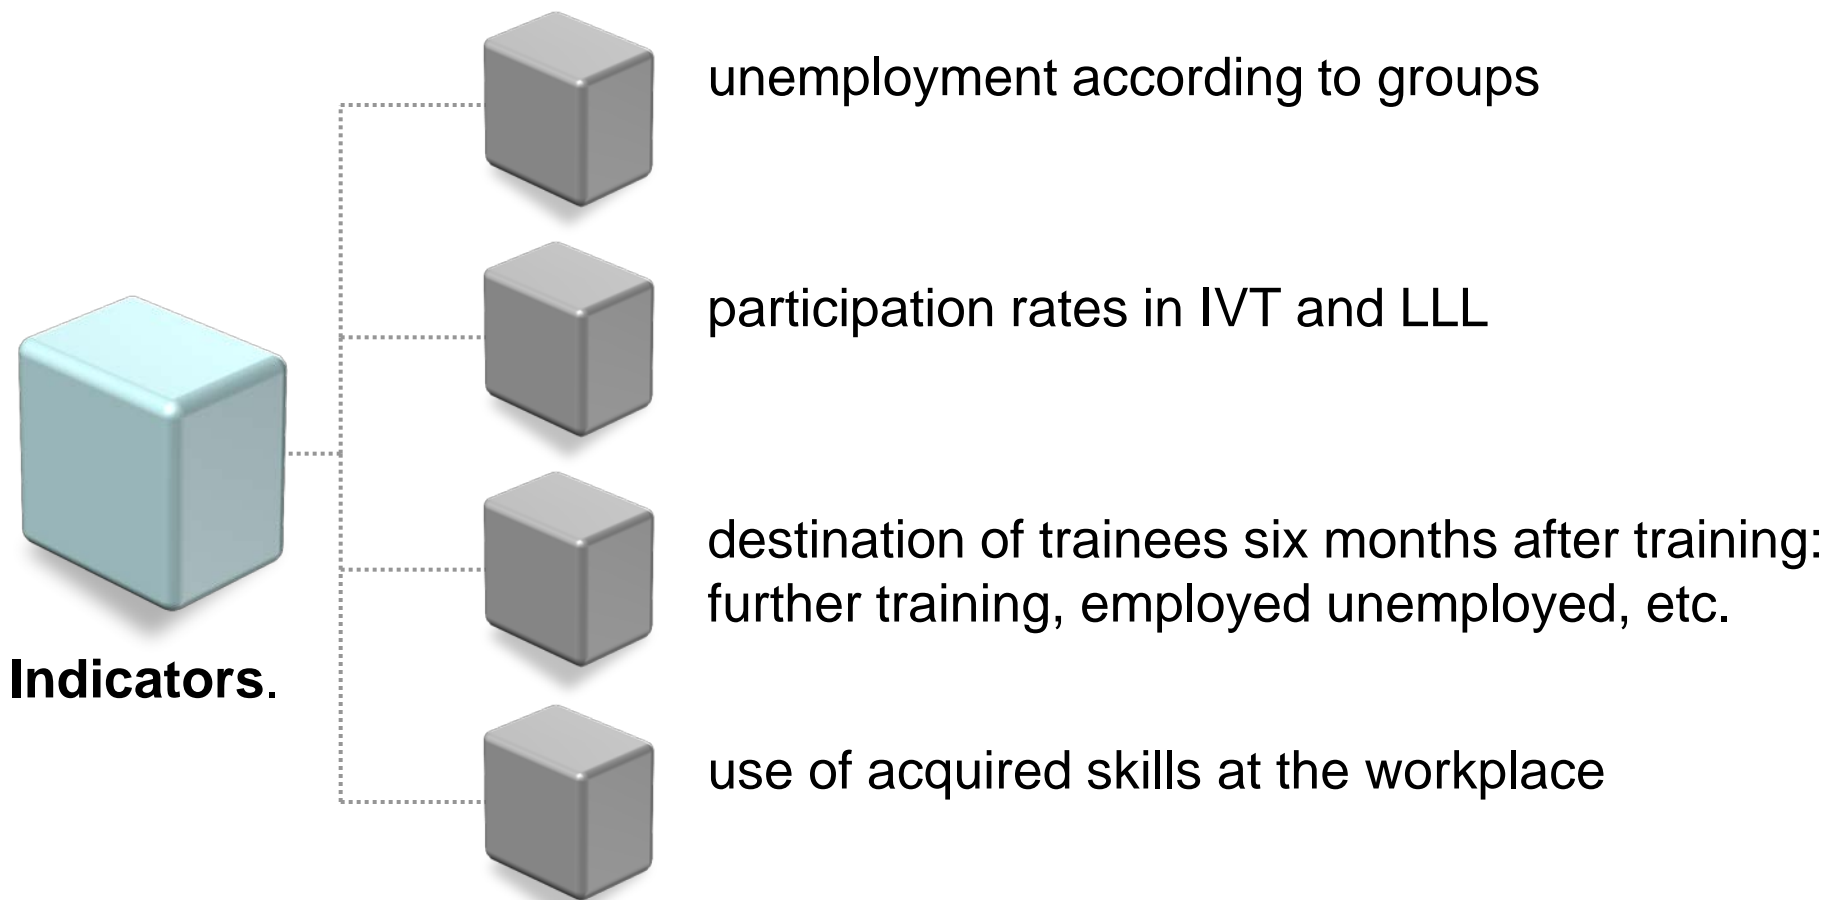 unemployment according to groups
participation rates in IVT and LLL
destination of trainees six months after training:
further training, employed unemployed, etc.
Indicators.
use of acquired skills at the workplace